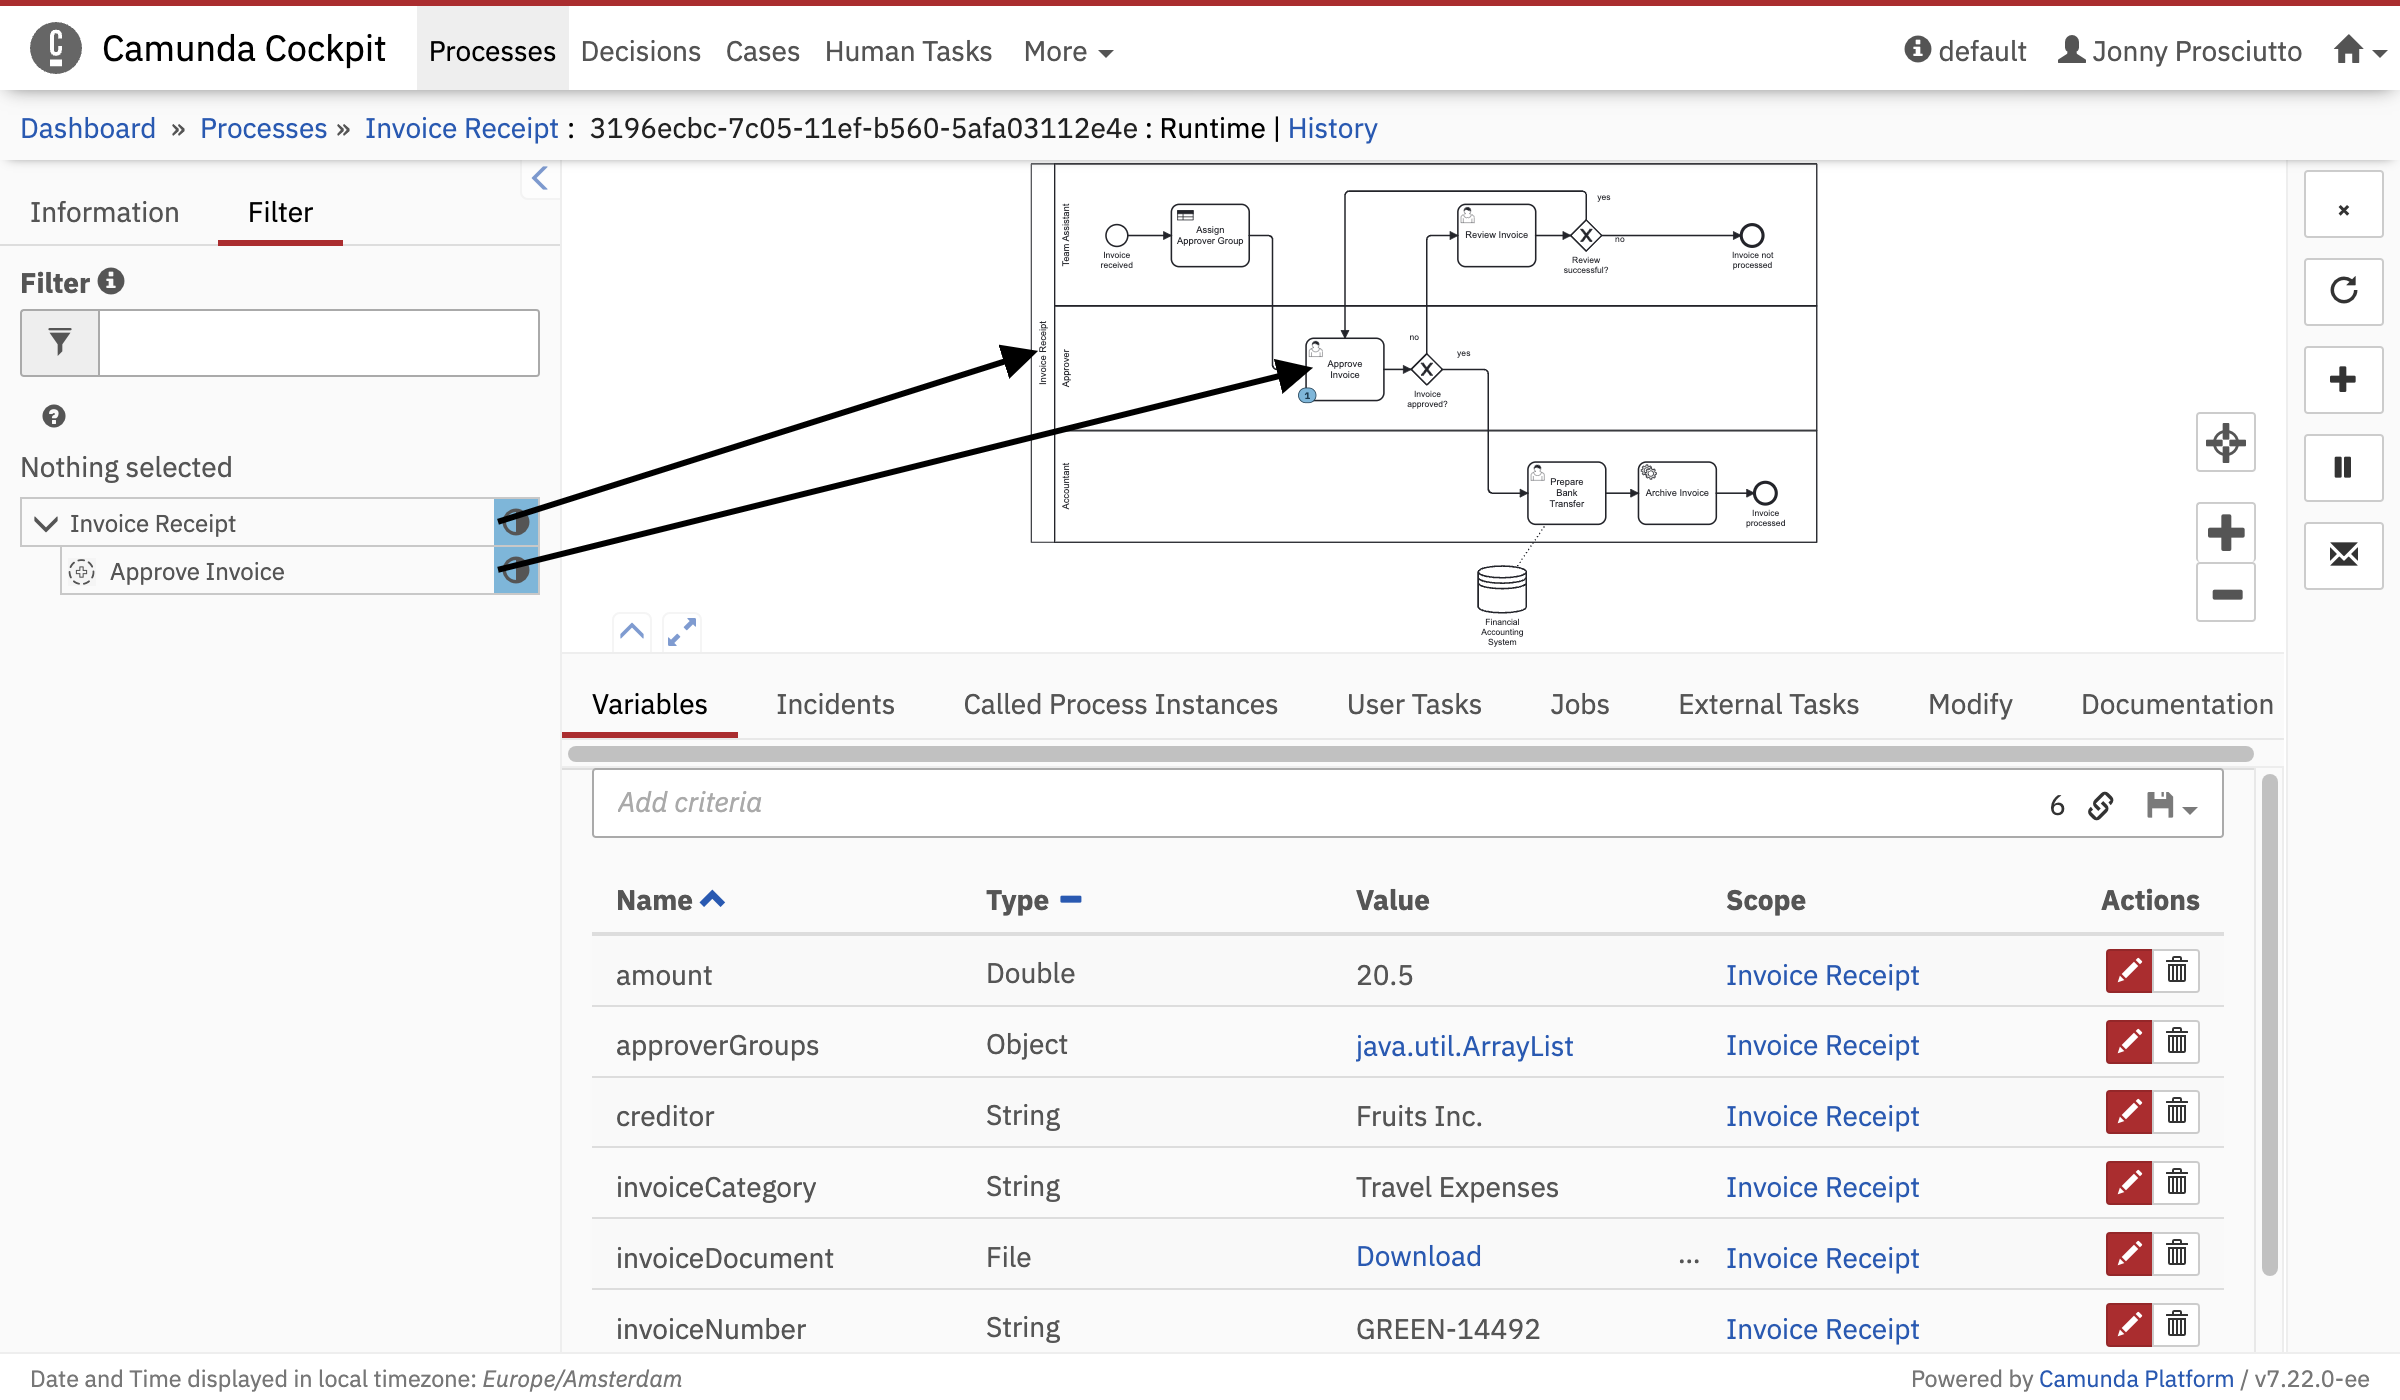 Camunda Cockpit Processes Decisions Cases Human Tasks More default Jonny Prosciutto
Dashboard » Processes » Invoice Receipt : 3196ecbc-7c05-11ef-b560-5afa03112e4e : Runtime | History
Information Filter
Filter
Nothing selected
Invoice Receipt
Approve Invoice
Invoice Receipt
Team Assistant
Approver
Accountant
Invoice
received
Assign
Approver Group
Review Invoice
yes
no
Review
successful?
Invoice not
processed
Approve
Invoice
1
no
yes
Invoice
approved?
Prepare
Bank
Transfer
Archive Invoice
Invoice
processed
Financial
Accounting
System
Variables Incidents Called Process Instances User Tasks Jobs External Tasks Modify Documentation
Add criteria 6
Name Type Value Scope Actions
amount Double 20.5 Invoice Receipt
approverGroups Object java.util.ArrayList Invoice Receipt
creditor String Fruits Inc. Invoice Receipt
invoiceCategory String Travel Expenses Invoice Receipt
invoiceDocument File Download ... Invoice Receipt
invoiceNumber String GREEN-14492 Invoice Receipt
Date and Time displayed in local timezone: Europe/Amsterdam
Powered by Camunda Platform / v7.22.0-ee